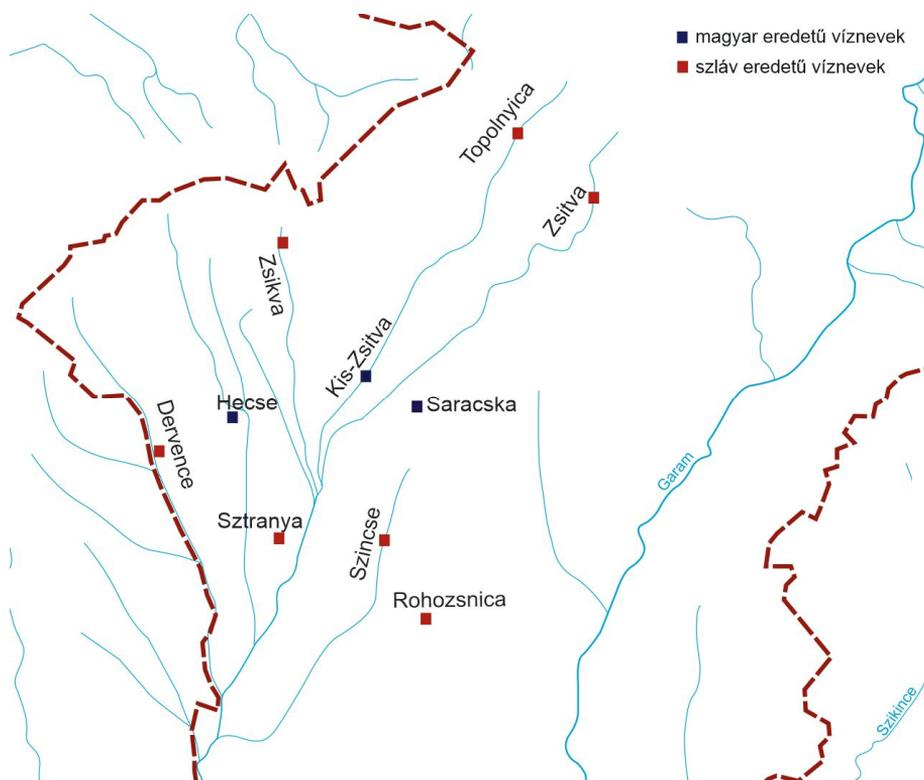 magyar eredetű víznevek
szláv eredetű víznevek
Topolnyica
Zsitva
Zsikva
Kis-Zsitva
Hecse
Saracska
Dervence
Garam
Sztranya
Szincse
Rohozsnica
Szikince